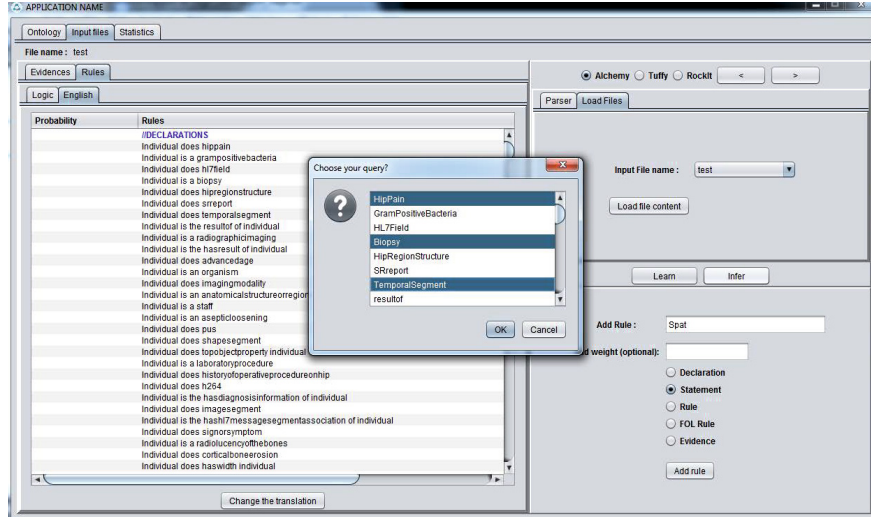 APPLICATION NAME
Ontology Input files Statistics
File name : test
Evidences Rules
Logic English
Probability Rules
//DECLARATIONS
Individual does hippain
Individual is a grampositivebacteria
Individual does hl7field
Individual is a biopsy
Individual does hipregionstructure
Individual does srreport
Individual does temporalsegment
Individual is the resultof of individual
Individual is a radiographicimaging
Individual is the hasresult of individual
Individual does advancedage
Individual is an organism
Individual does imagingmodality
Individual is an anatomicalstructureorregion
Individual is a staff
Individual is an asepticloosening
Individual does pus
Individual does shapesegment
Individual does topobjectproperty individual
Individual is a laboratoryprocedure
Individual does historyofoperativeprocedureonhip
Individual does h264
Individual is the hasdiagnosisinformation of individual
Individual does imagesegment
Individual is the hashl7messagesegmentassociation of individual
Individual does signorsymptom
Individual is a radiolucencyofthebones
Individual does corticalboneerosion
Individual does haswidth individual
Change the translation
Choose your query?
HipPain
GramPositiveBacteria
HL7Field
Biopsy
HipRegionStructure
SRreport
TemporalSegment
resultof
OK Cancel
Alchemy Tuffy RockIt < >
Parser Load Files
Input File name : test
Load file content
Learn Infer
Add Rule : Spat
weight (optional):
Declaration
Statement
Rule
FOL Rule
Evidence
Add rule